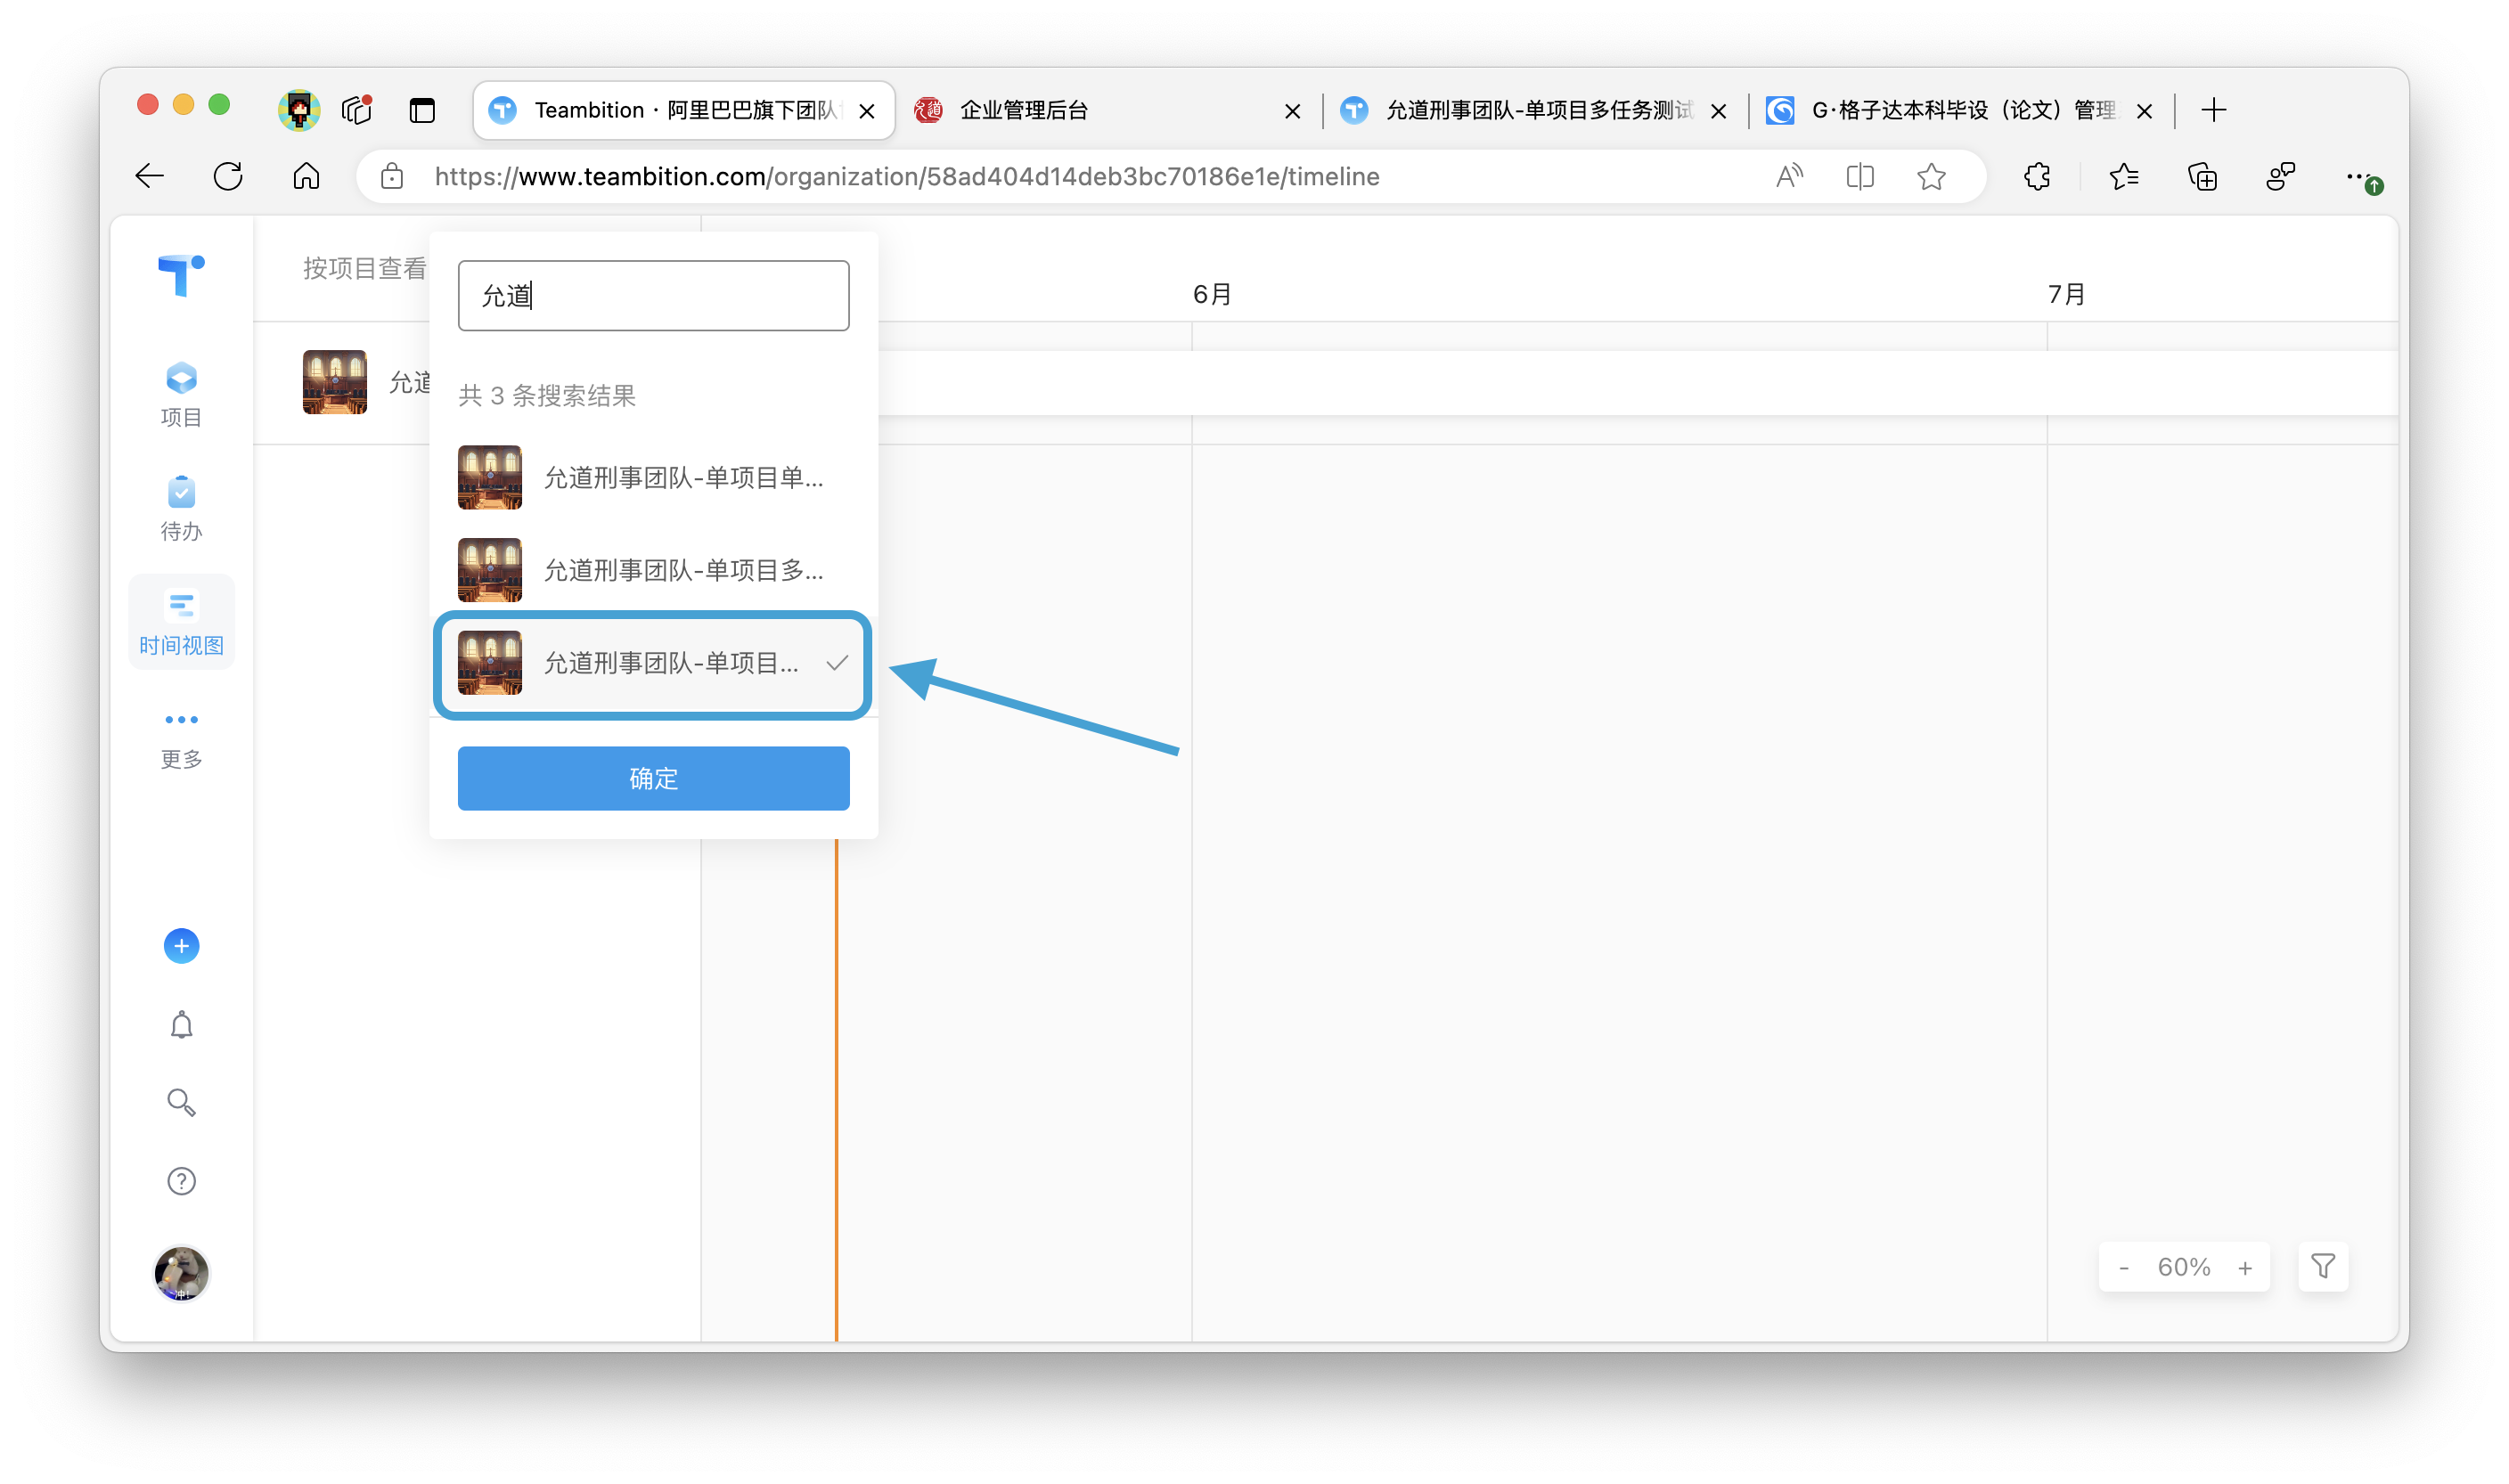 Teambition · 阿里巴巴旗下团队
企业管理后台
允道刑事团队-单项目多任务测试
G·格子达本科毕设（论文）管理
https://www.teambition.com/organization/58ad404d14deb3bc70186e1e/timeline
按项目查看
允道
6月
7月
允道
共 3 条搜索结果
允道刑事团队-单项目单...
允道刑事团队-单项目多...
允道刑事团队-单项目...
确定
项目
待办
时间视图
更多
冲!
- 60% +